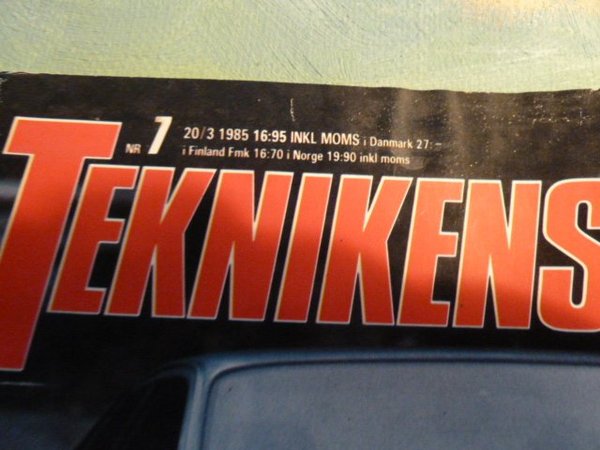 NR 7 20/3 1985 16:95 INKL MOMS i Danmark 27:-
i Finland Fmk 16:70 i Norge 19:90 inkl moms
TEKNIKENS